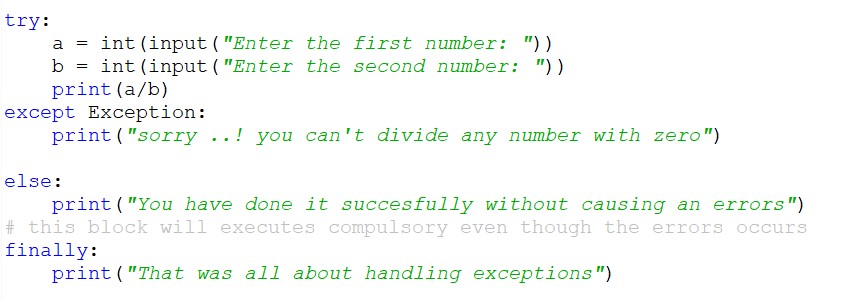 try:
    a = int(input("Enter the first number: "))
    b = int(input("Enter the second number: "))
    print(a/b)
except Exception:
    print("sorry ..! you can't divide any number with zero")

else:
    print("You have done it succesfully without causing an errors")
# this block will executes compulsory even though the errors occurs
finally:
    print("That was all about handling exceptions")